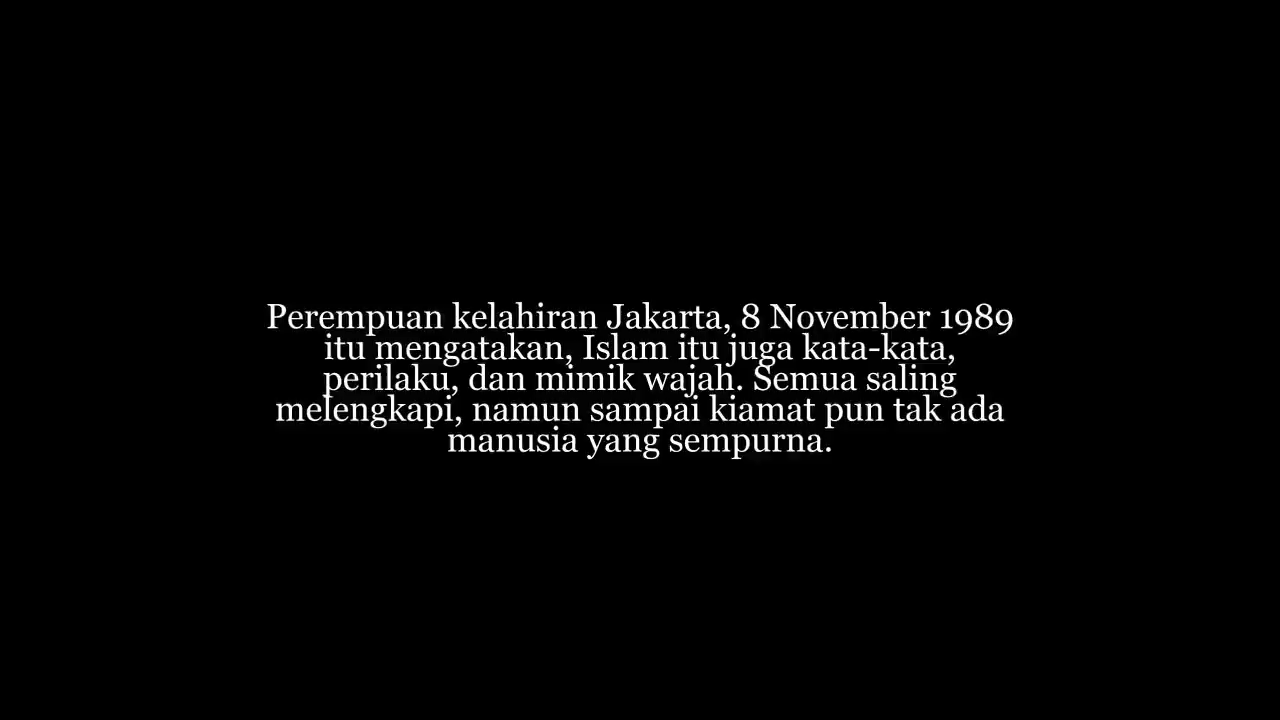 Perempuan kelahiran Jakarta, 8 November 1989
itu mengatakan, Islam itu juga kata-kata,
perilaku, dan mimik wajah. Semua saling
melengkapi, namun sampai kiamat pun tak ada
manusia yang sempurna.